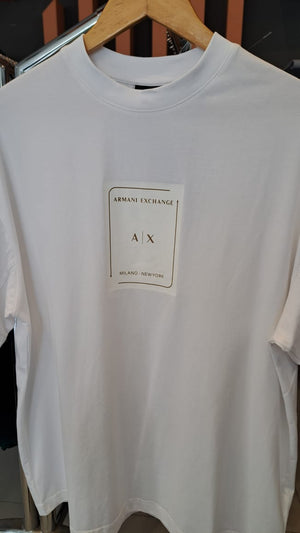 ARMANI EXCHANGE
A|X
MILANO - NEW YORK